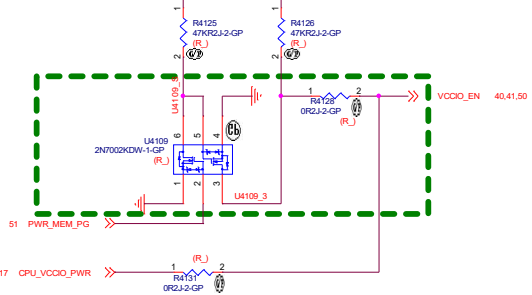 1
1
R4125
47KR2J-2-GP
(R_)
2
R4126
47KR2J-2-GP
(R_)
2
U4109_5
1
2
R4128
0R2J-2-GP
(R_)
VCCIO_EN 40,41,50
U4109
2N7002KDW-1-GP
(R_)
6
5
4
1
2
3
U4109_3
51 PWR_MEM_PG
17 CPU_VCCIO_PWR
(R_)
1
2
R4131
0R2J-2-GP